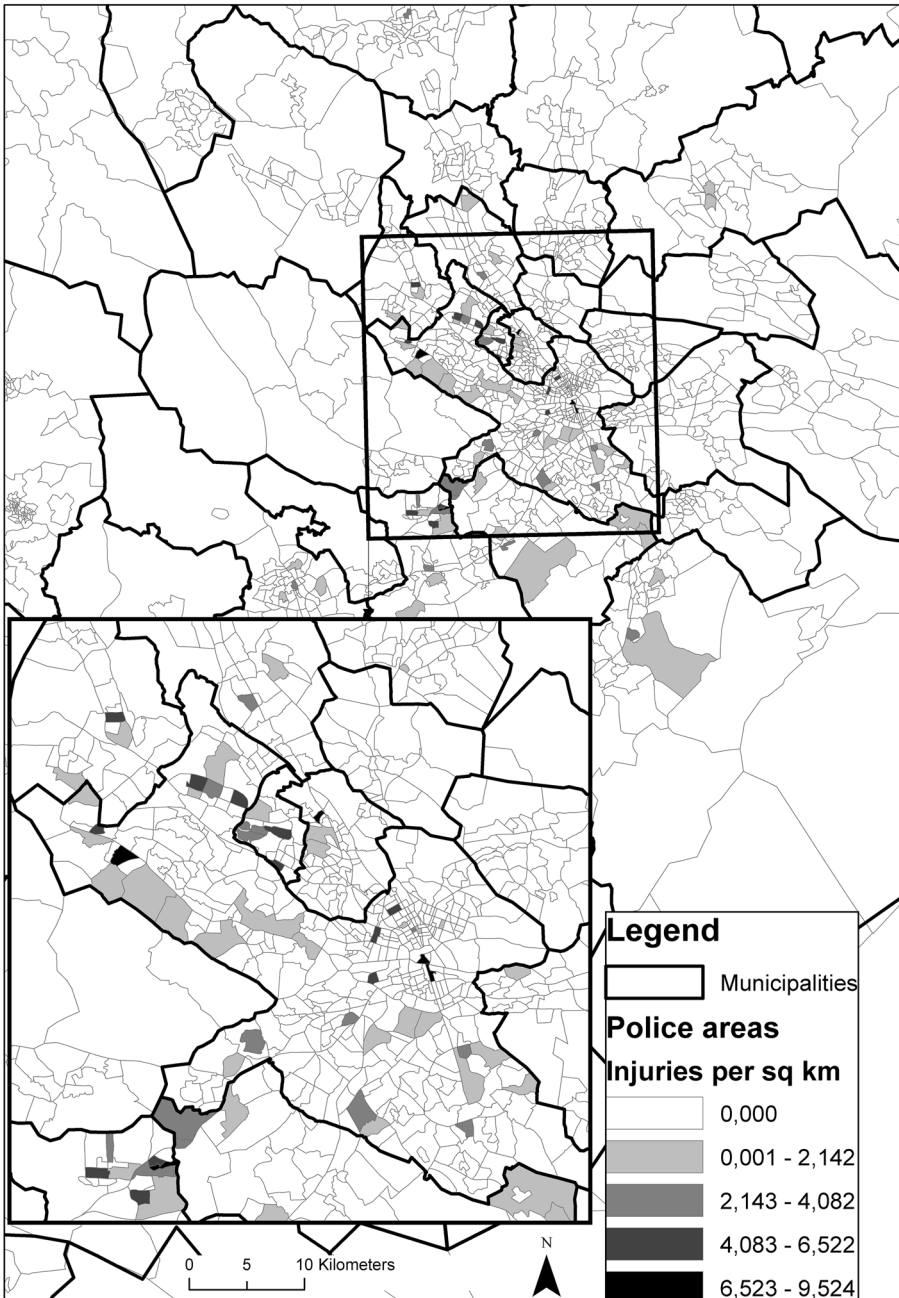 Legend
Municipalities
Police areas
Injuries per sq km
0,000
0,001 - 2,142
2,143 - 4,082
4,083 - 6,522
6,523 - 9,524
N
0 5 10 Kilometers